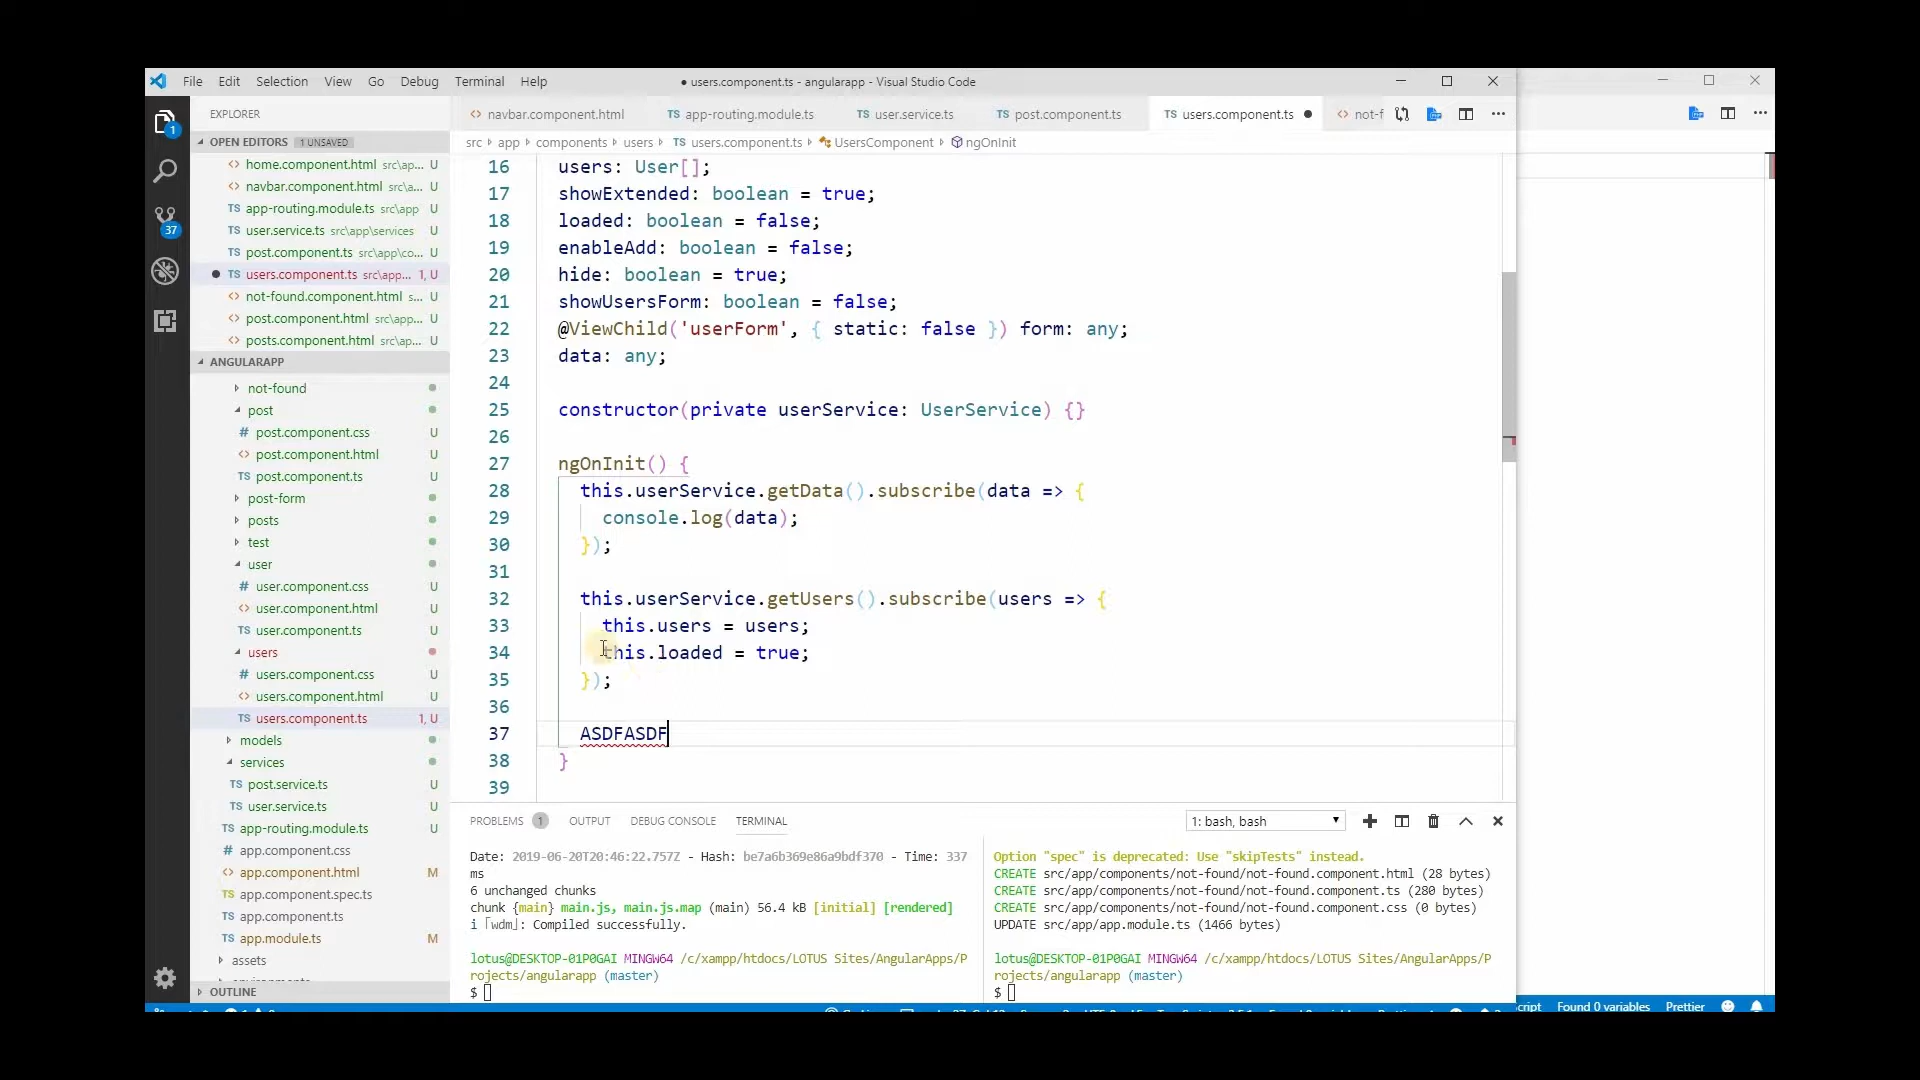 File Edit Selection View Go Debug Terminal Help
● users.component.ts - angularapp - Visual Studio Code
EXPLORER
OPEN EDITORS 1 UNSAVED
<> home.component.html src\ap... U
<> navbar.component.html src\a... U
TS app-routing.module.ts src\app U
TS user.service.ts src\app\services U
TS post.component.ts src\app\co... U
● TS users.component.ts src\app... 1, U
<> not-found.component.html s... U
<> post.component.html src\app... U
<> posts.component.html src\ap... U
ANGULARAPP
not-found
post
# post.component.css U
<> post.component.html U
TS post.component.ts U
post-form
posts
test
user
# user.component.css U
<> user.component.html U
TS user.component.ts U
users
# users.component.css U
<> users.component.html U
TS users.component.ts 1, U
models
services
TS post.service.ts U
TS user.service.ts U
TS app-routing.module.ts U
# app.component.css
<> app.component.html M
TS app.component.spec.ts
TS app.component.ts
TS app.module.ts M
assets
OUTLINE
1
37
<> navbar.component.html TS app-routing.module.ts TS user.service.ts TS post.component.ts TS users.component.ts ● <> not-f
src app components users TS users.component.ts UsersComponent ngOnInit
16 users: User[];
17 showExtended: boolean = true;
18 loaded: boolean = false;
19 enableAdd: boolean = false;
20 hide: boolean = true;
21 showUsersForm: boolean = false;
22 @ViewChild('userForm', { static: false }) form: any;
23 data: any;
24
25 constructor(private userService: UserService) {}
26
27 ngOnInit() {
28 this.userService.getData().subscribe(data => {
29 console.log(data);
30 });
31
32 this.userService.getUsers().subscribe(users => {
33 this.users = users;
34 this.loaded = true;
35 });
36
37 ASDFASDF
38 }
39
PROBLEMS 1 OUTPUT DEBUG CONSOLE TERMINAL 1: bash, bash
Date: 2019-06-20T20:46:22.757Z - Hash: be7a6b369e86a9bdf370 - Time: 337
ms
6 unchanged chunks
chunk {main} main.js, main.js.map (main) 56.4 kB [initial] [rendered]
i ｢wdm｣: Compiled successfully.
lotus@DESKTOP-01P0GAI MINGW64 /c/xampp/htdocs/LOTUS Sites/AngularApps/P
rojects/angularapp (master)
$
Option "spec" is deprecated: Use "skipTests" instead.
CREATE src/app/components/not-found/not-found.component.html (28 bytes)
CREATE src/app/components/not-found/not-found.component.ts (280 bytes)
CREATE src/app/components/not-found/not-found.component.css (0 bytes)
UPDATE src/app/app.module.ts (1466 bytes)
lotus@DESKTOP-01P0GAI MINGW64 /c/xampp/htdocs/LOTUS Sites/AngularApps/P
rojects/angularapp (master)
$
Found 0 variables Prettier